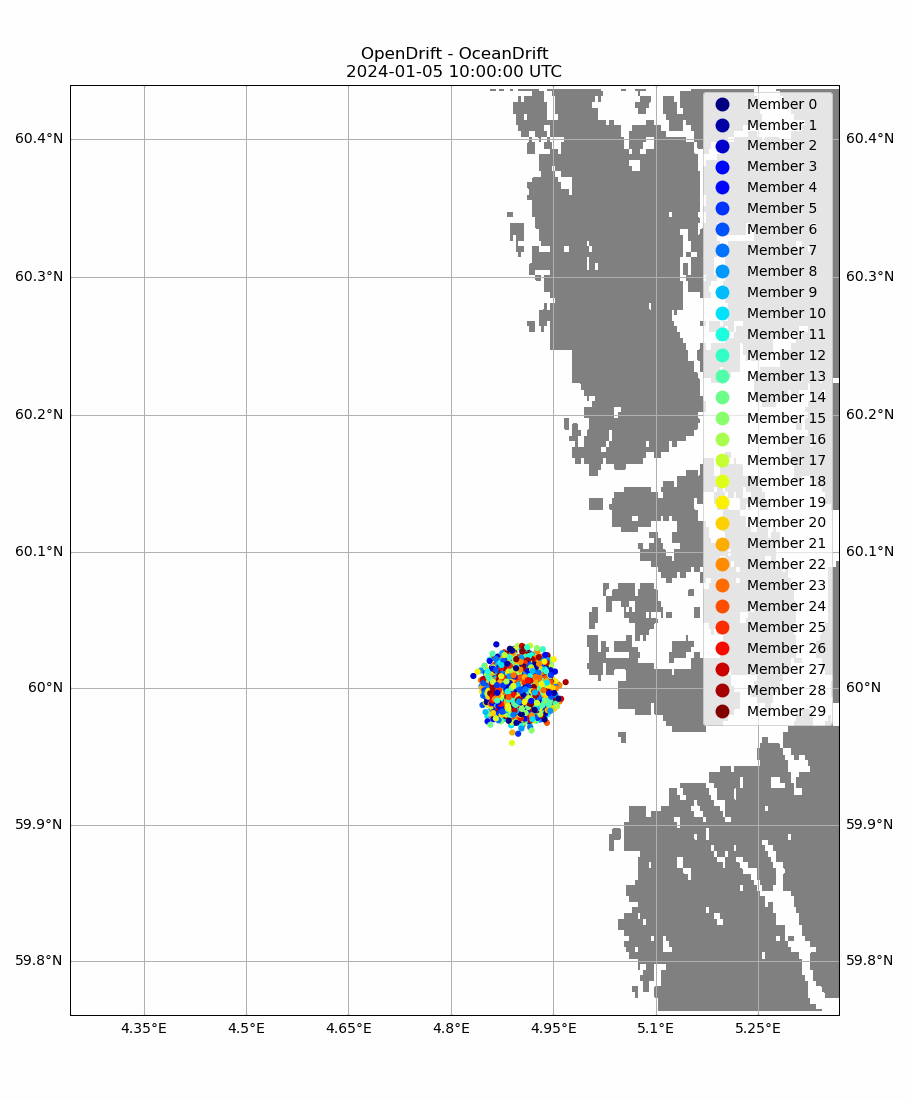 OpenDrift - OceanDrift
2024-01-05 10:00:00 UTC
60.4°N
60.3°N
60.2°N
60.1°N
60°N
59.9°N
59.8°N
Member 0
Member 1
Member 2
Member 3
Member 4
Member 5
Member 6
Member 7
Member 8
Member 9
Member 10
Member 11
Member 12
Member 13
Member 14
Member 15
Member 16
Member 17
Member 18
Member 19
Member 20
Member 21
Member 22
Member 23
Member 24
Member 25
Member 26
Member 27
Member 28
Member 29
60.4°N
60.3°N
60.2°N
60.1°N
60°N
59.9°N
59.8°N
4.35°E 4.5°E 4.65°E 4.8°E 4.95°E 5.1°E 5.25°E